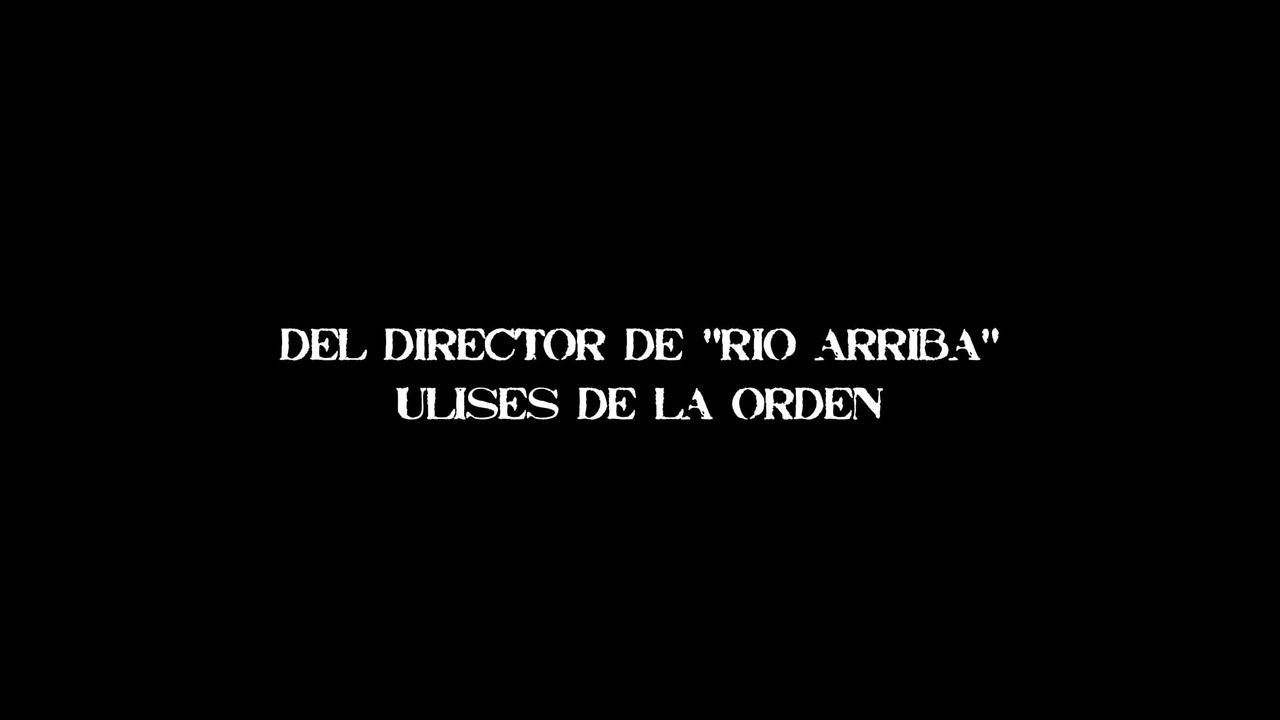 DEL DIRECTOR DE "RIO ARRIBA"
ULISES DE LA ORDEN